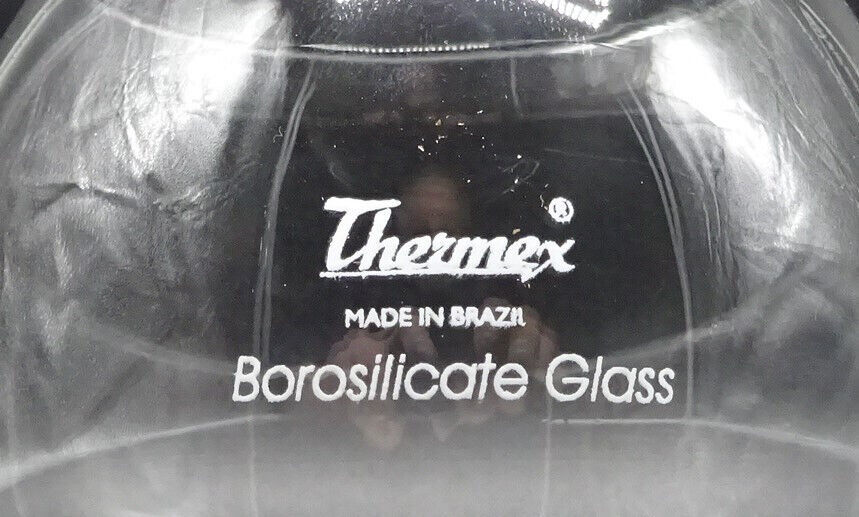 Thermex®
MADE IN BRAZIL
Borosilicate Glass